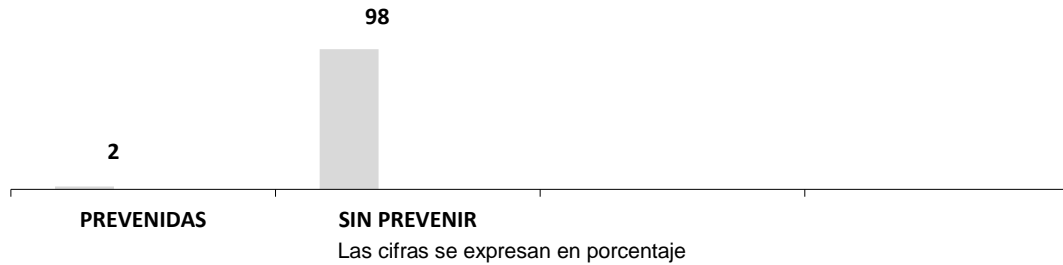 98
2
PREVENIDAS
SIN PREVENIR
Las cifras se expresan en porcentaje